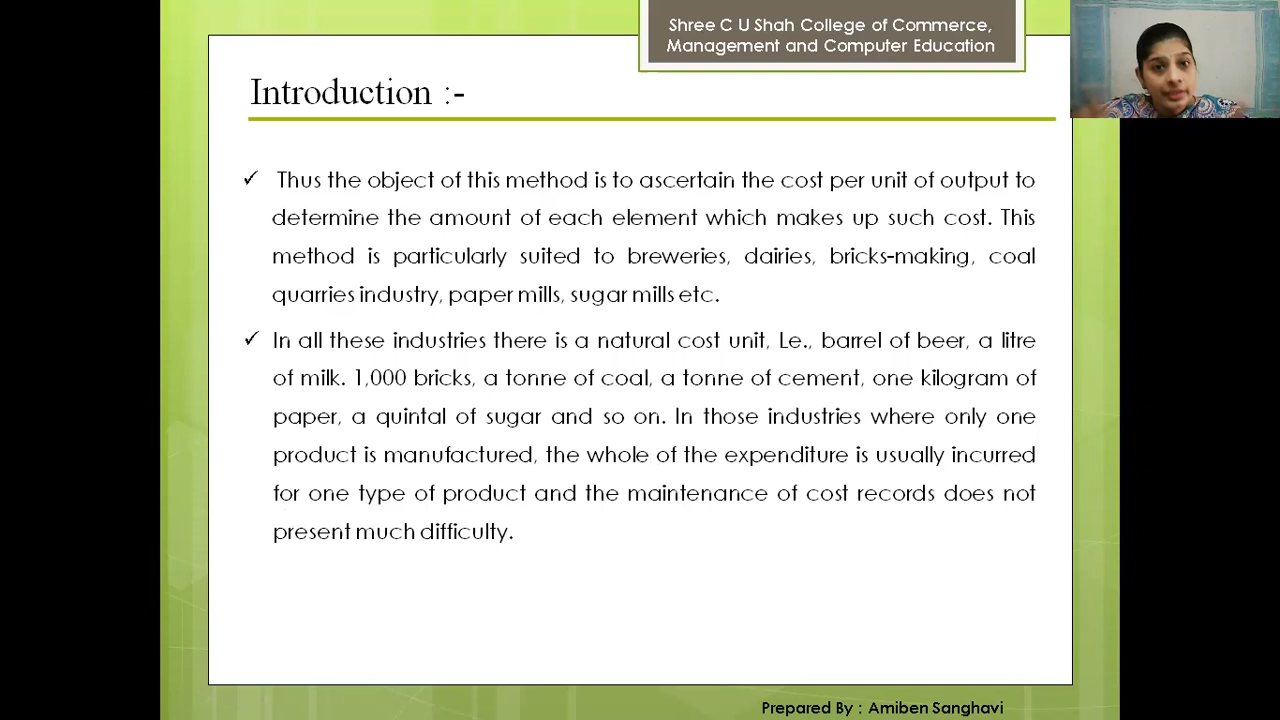 Shree C U Shah College of Commerce,
Management and Computer Education
Introduction :-
✓ Thus the object of this method is to ascertain the cost per unit of output to
determine the amount of each element which makes up such cost. This
method is particularly suited to breweries, dairies, bricks-making, coal
quarries industry, paper mills, sugar mills etc.
✓ In all these industries there is a natural cost unit, Le., barrel of beer, a litre
of milk. 1,000 bricks, a tonne of coal, a tonne of cement, one kilogram of
paper, a quintal of sugar and so on. In those industries where only one
product is manufactured, the whole of the expenditure is usually incurred
for one type of product and the maintenance of cost records does not
present much difficulty.
Prepared By : Amiben Sanghavi